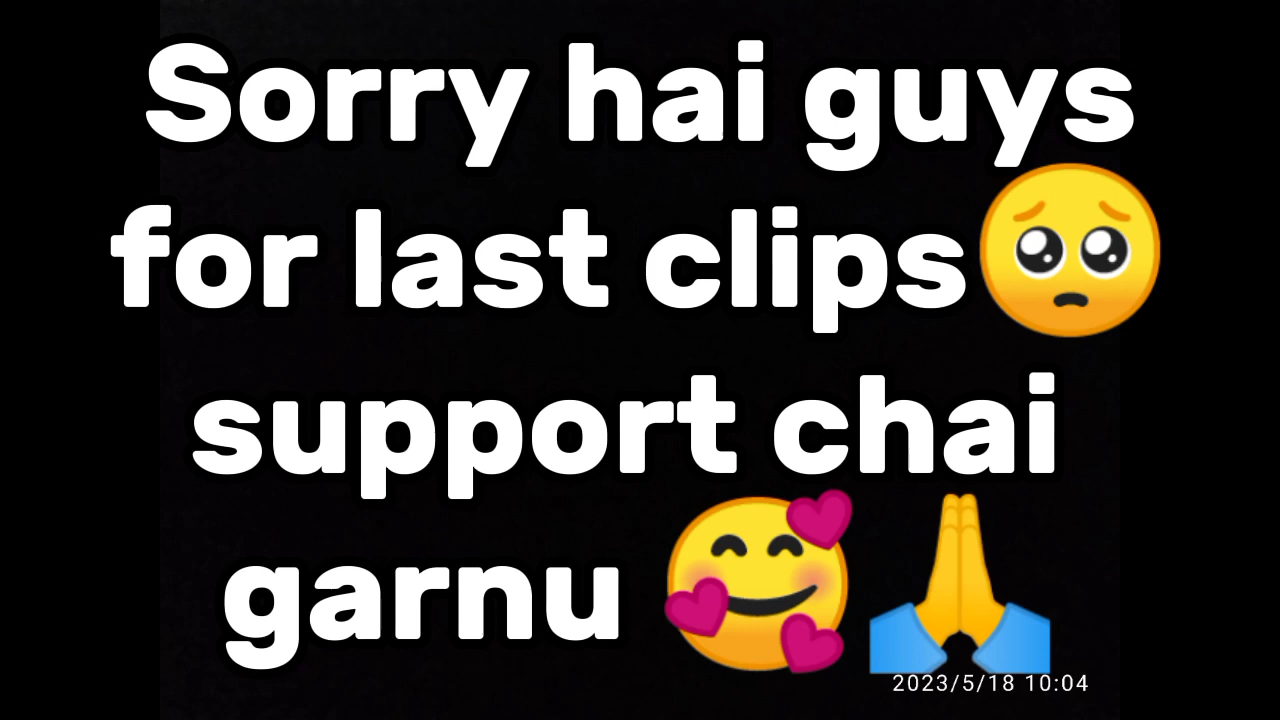 Sorry hai guys
for last clips🥺
support chai
garnu 🥰🙏
2023/5/18 10:04